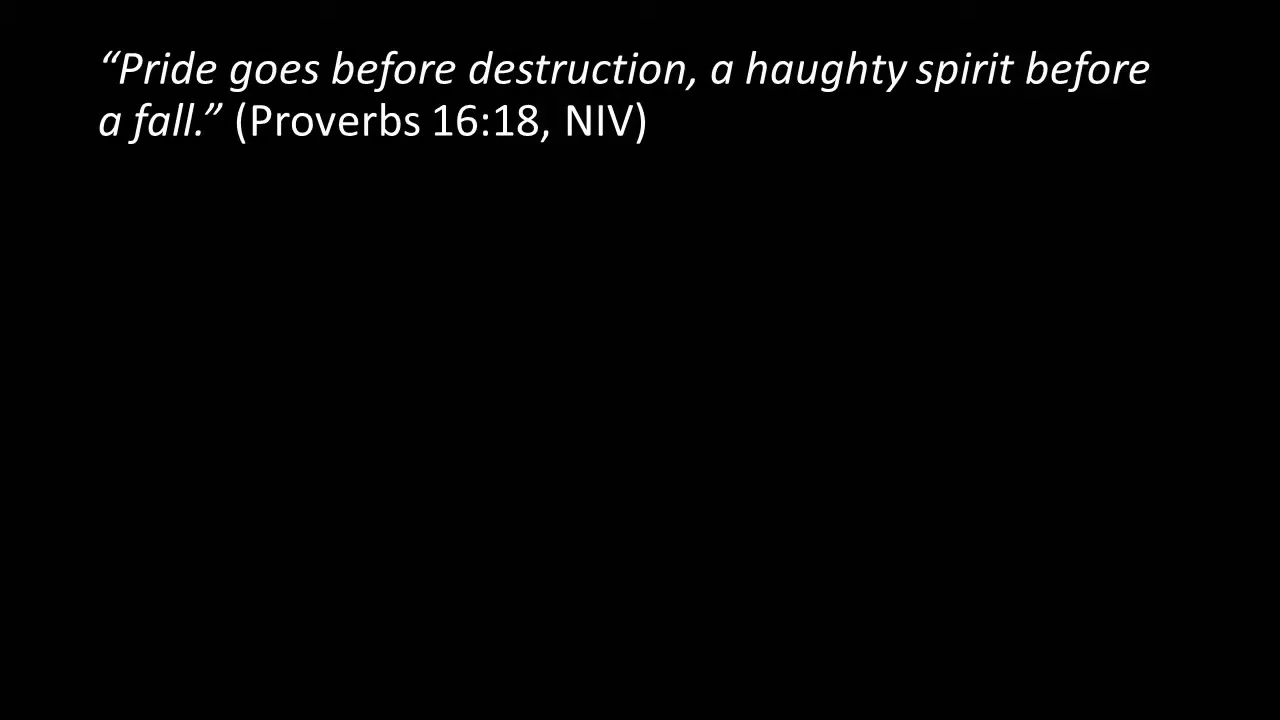 “Pride goes before destruction, a haughty spirit before
a fall.” (Proverbs 16:18, NIV)